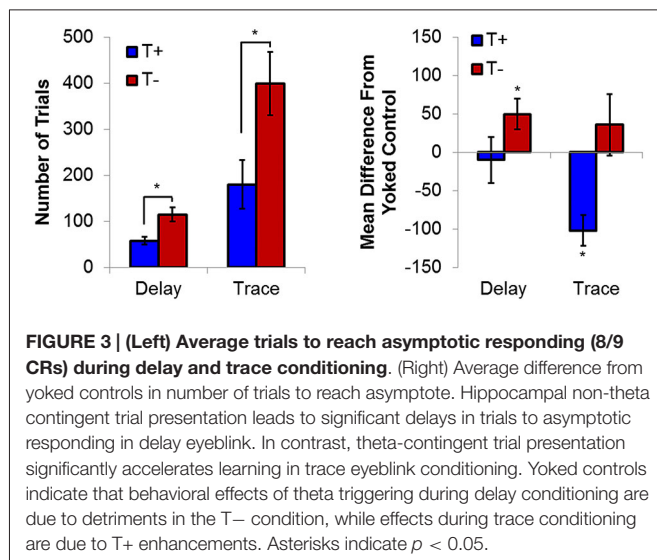 500
400
300
200
100
0
Number of Trials
T+
T-
*
*
Delay
Trace
150
100
50
0
-50
-100
-150
Mean Difference From
Yoked Control
T+
T-
*
*
Delay
Trace
FIGURE 3 | (Left) Average trials to reach asymptotic responding (8/9
CRs) during delay and trace conditioning. (Right) Average difference from
yoked controls in number of trials to reach asymptote. Hippocampal non-theta
contingent trial presentation leads to significant delays in trials to asymptotic
responding in delay eyeblink. In contrast, theta-contingent trial presentation
significantly accelerates learning in trace eyeblink conditioning. Yoked controls
indicate that behavioral effects of theta triggering during delay conditioning are
due to detriments in the T− condition, while effects during trace conditioning
are due to T+ enhancements. Asterisks indicate p < 0.05.